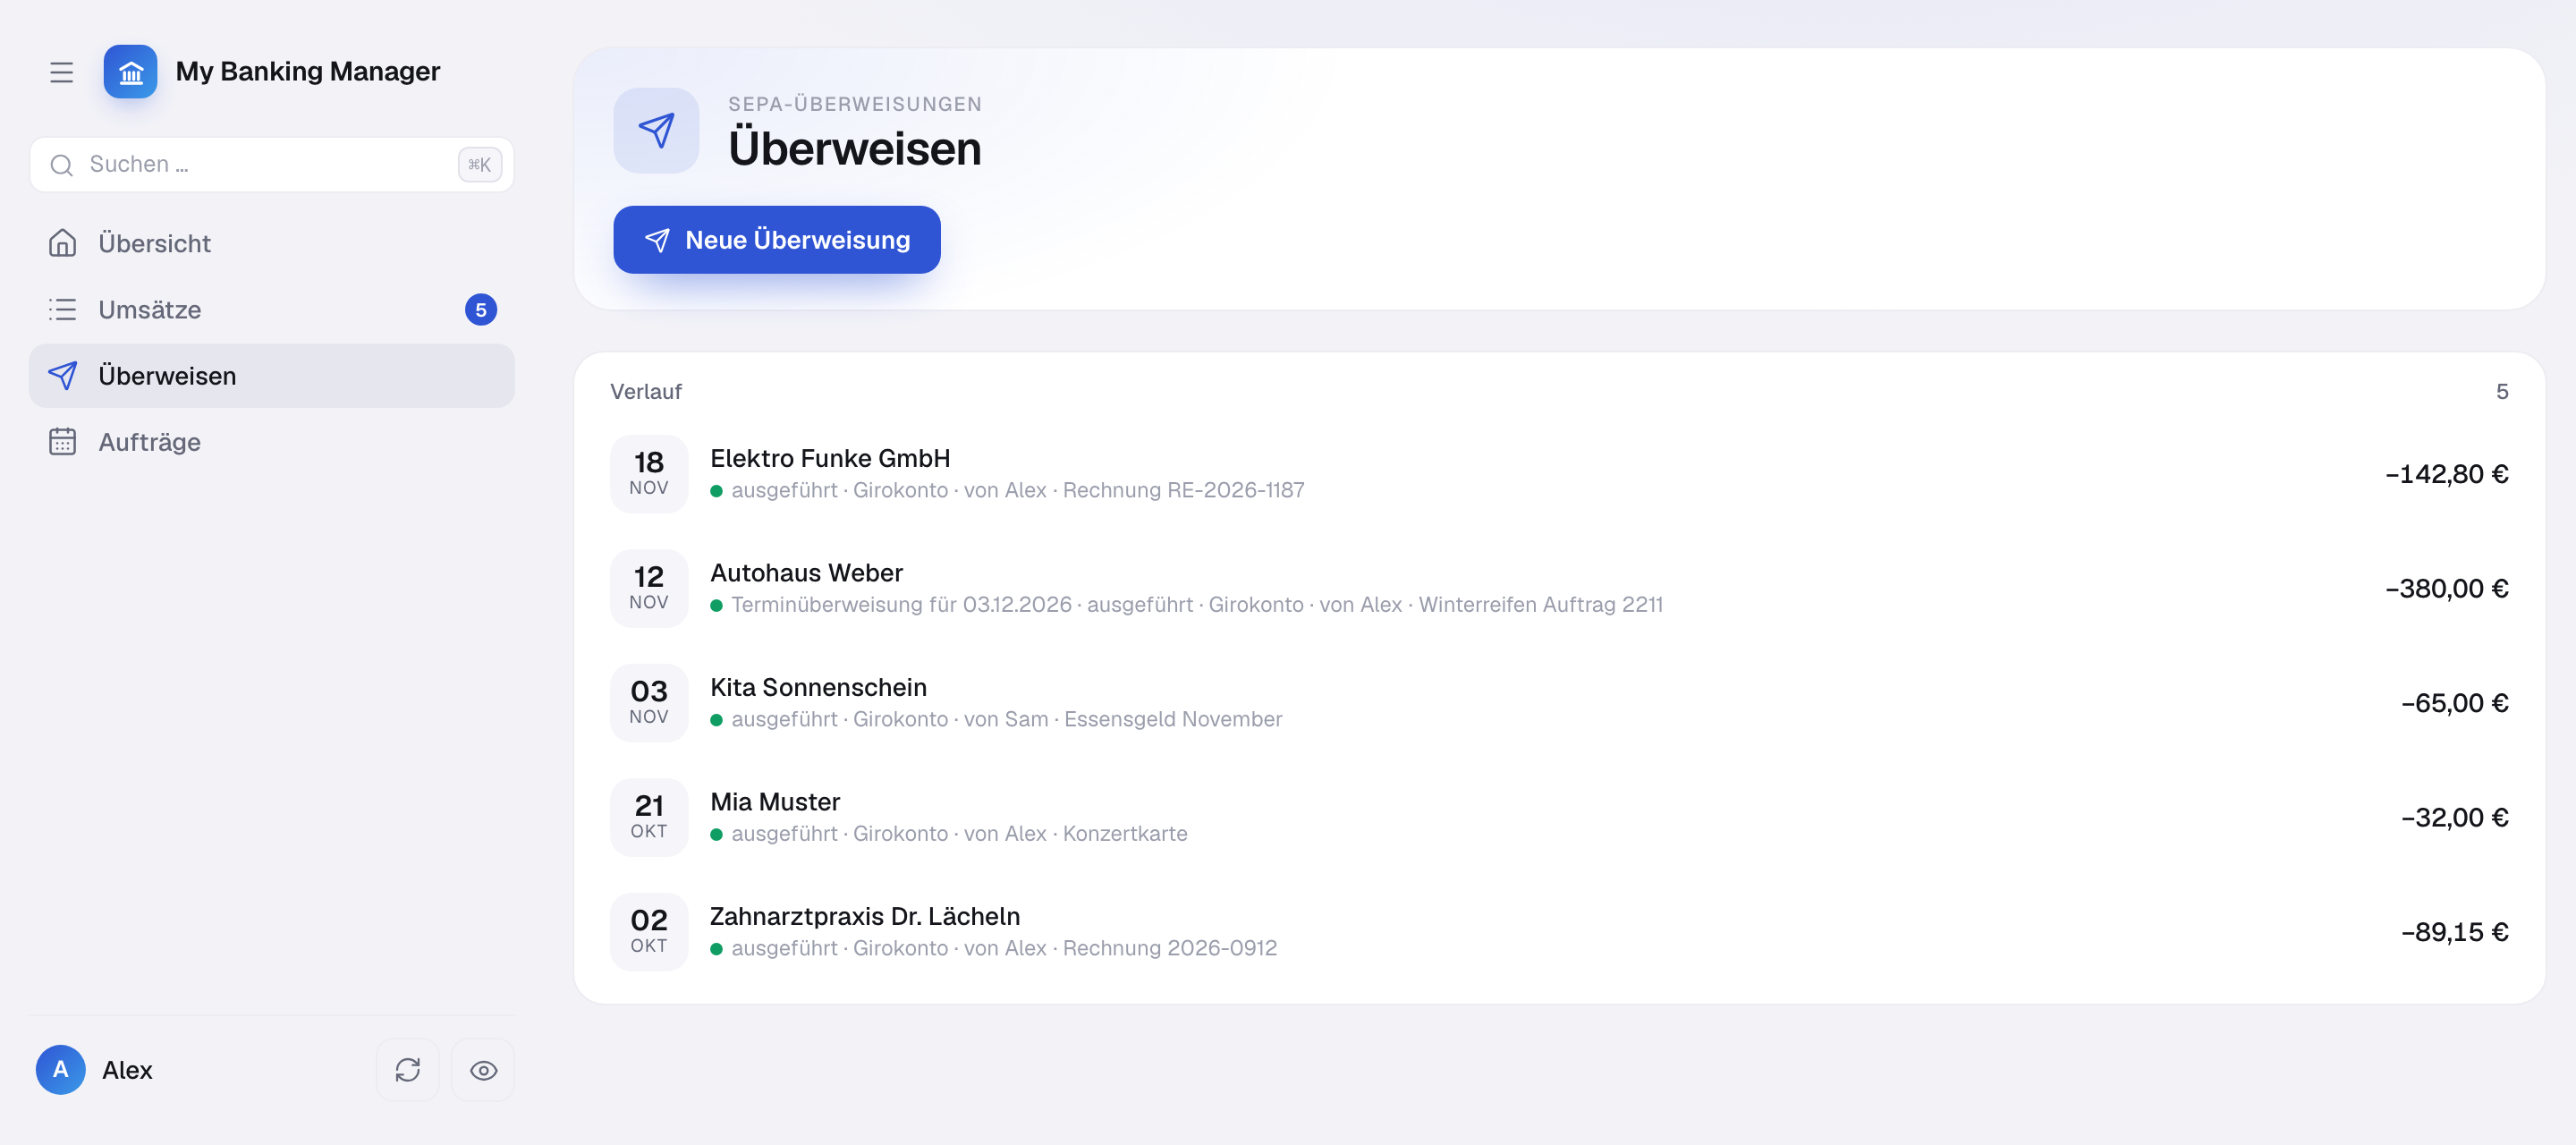 My Banking Manager
Suchen ...
⌘K
Übersicht
Umsätze 5
Überweisen
Aufträge
A Alex
SEPA-ÜBERWEISUNGEN
Überweisen
Neue Überweisung
Verlauf 5
18 NOV
Elektro Funke GmbH
ausgeführt · Girokonto · von Alex · Rechnung RE-2026-1187
−142,80 €
12 NOV
Autohaus Weber
Terminüberweisung für 03.12.2026 · ausgeführt · Girokonto · von Alex · Winterreifen Auftrag 2211
−380,00 €
03 NOV
Kita Sonnenschein
ausgeführt · Girokonto · von Sam · Essensgeld November
−65,00 €
21 OKT
Mia Muster
ausgeführt · Girokonto · von Alex · Konzertkarte
−32,00 €
02 OKT
Zahnarztpraxis Dr. Lächeln
ausgeführt · Girokonto · von Alex · Rechnung 2026-0912
−89,15 €